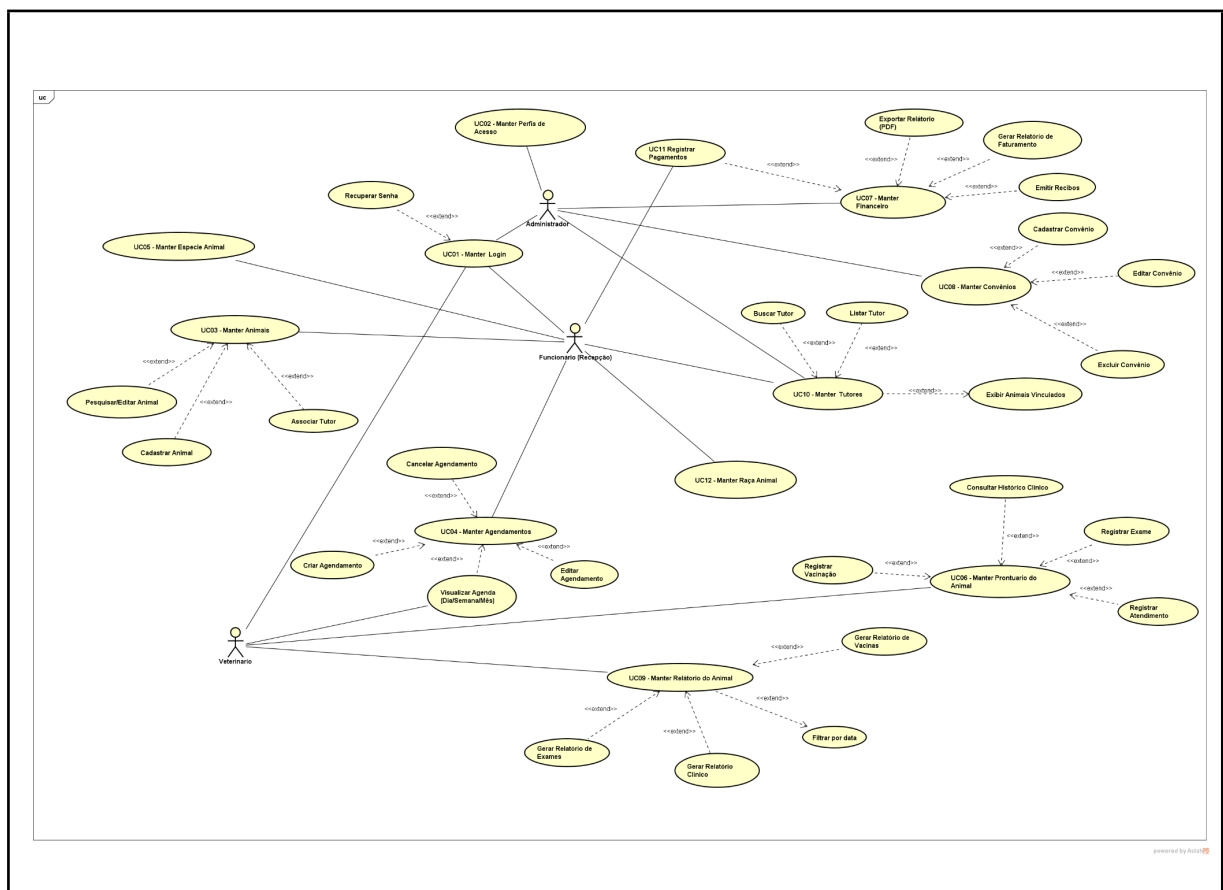 uc
UC02 - Manter Perfis de
Acesso
Exportar Relatório
(PDF)
Gerar Relatório de
Faturamento
UC11 Registrar
Pagamentos
<<extend>>
<<extend>>
<<extend>>
Recuperar Senha
<<extend>>
Emitir Recibos
UC07 - Manter
Financeiro
<<extend>>
Administrador
Cadastrar Convênio
UC05 - Manter Especie Animal
UC01 - Manter Login
<<extend>>
<<extend>>
Editar Convênio
UC08 - Manter Convênios
Buscar Tutor
Listar Tutor
UC03 - Manter Animais
<<extend>>
<<extend>>
<<extend>>
<<extend>>
Funcionário (Recepção)
Excluir Convênio
<<extend>>
<<extend>>
UC10 - Manter Tutores
<<extend>>
Exibir Animais Vinculados
Pesquisar/Editar Animal
<<extend>>
Associar Tutor
Cadastrar Animal
Cancelar Agendamento
UC12 - Manter Raça Animal
Consultar Histórico Clínico
<<extend>>
UC04 - Manter Agendamentos
Registrar Exame
<<extend>>
<<extend>>
<<extend>>
<<extend>>
<<extend>>
Criar Agendamento
Editar
Agendamento
Registrar
Vacinação
<<extend>>
UC06 - Manter Prontuario do
Animal
Visualizar Agenda
(Dia/Semana/Mês)
<<extend>>
Registrar
Atendimento
Gerar Relatório de
Vacinas
<<extend>>
Veterinario
UC09 - Manter Relátorio do Animal
<<extend>>
<<extend>>
<<extend>>
Filtrar por data
Gerar Relatório de
Exames
Gerar Relatório
Clínico
powered by Astah